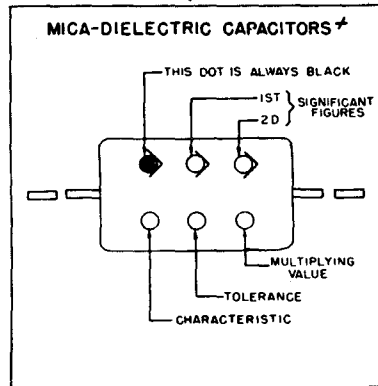 MICA-DIELECTRIC CAPACITORS+
THIS DOT IS ALWAYS BLACK
1ST
2D
SIGNIFICANT
FIGURES
MULTIPLYING
VALUE
TOLERANCE
CHARACTERISTIC